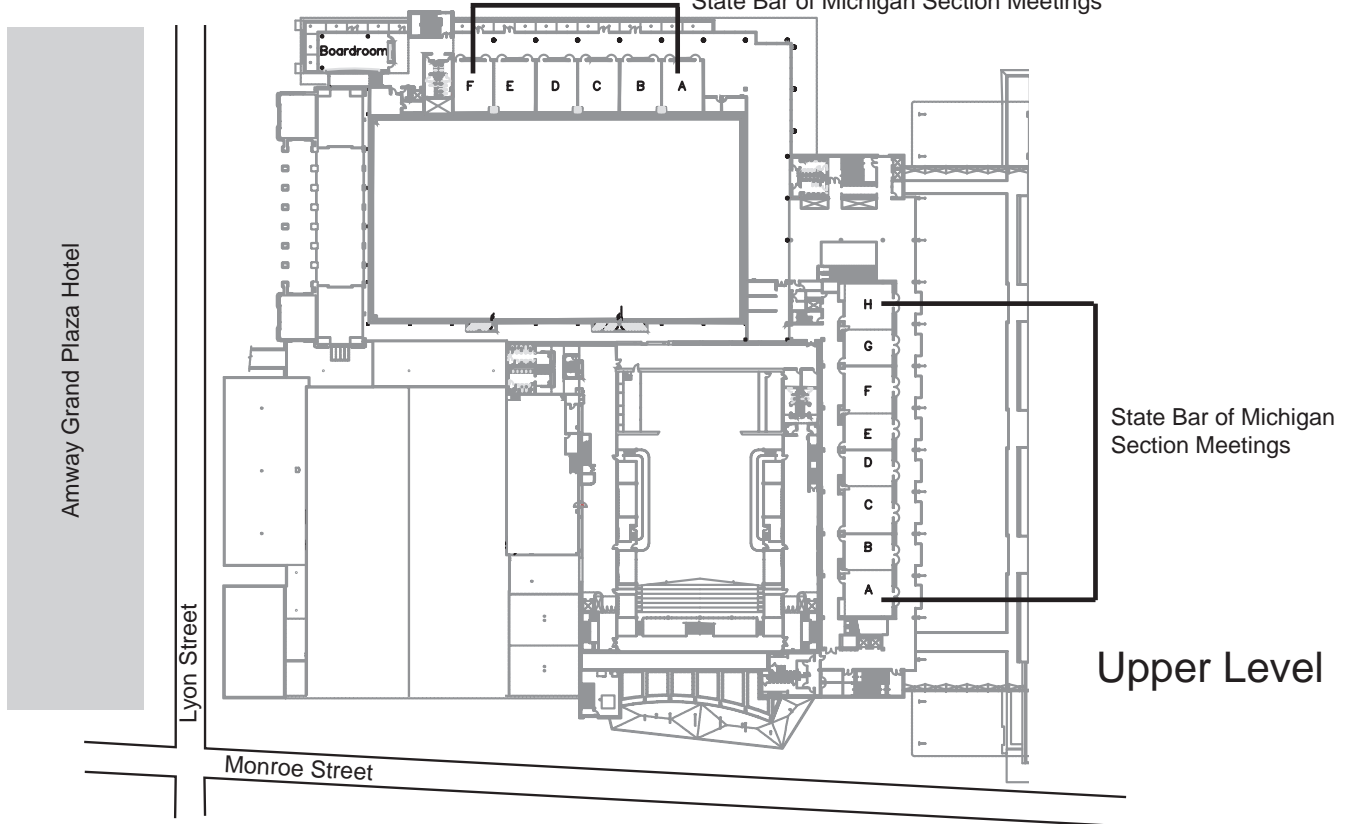 State Bar of Michigan Section Meetings
Boardroom
F E D C B A
Amway Grand Plaza Hotel
H
G
F
E
D
C
B
A
State Bar of Michigan
Section Meetings
Lyon Street
Upper Level
Monroe Street